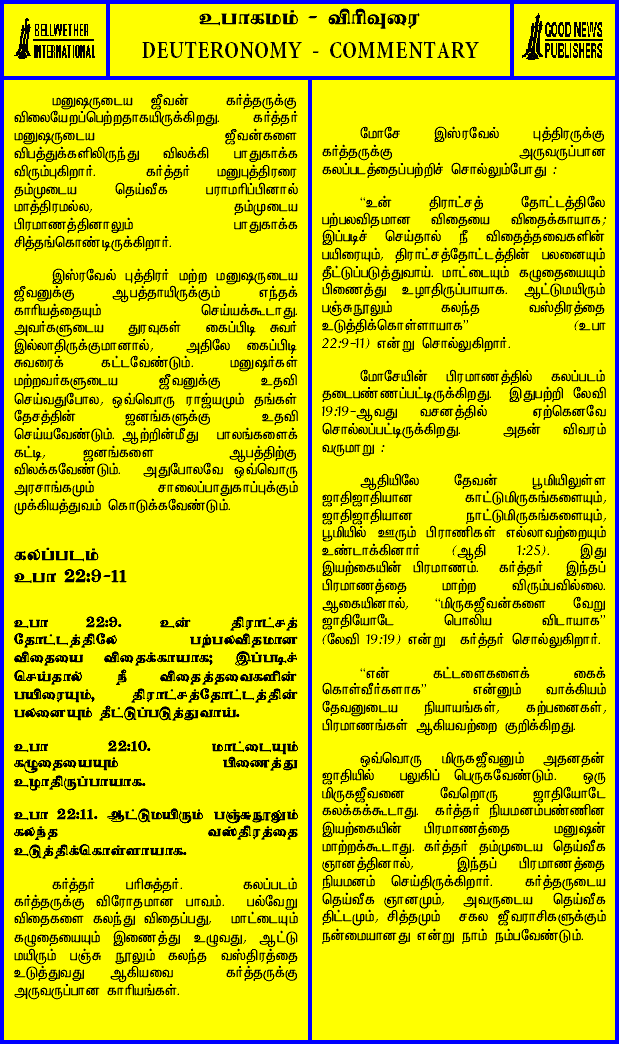 BELLWETHER
INTERNATIONAL
உபாகமம் - விரிவுரை
DEUTERONOMY - COMMENTARY
GOOD NEWS
PUBLISHERS
மனுஷருடைய ஜீவன் கர்த்தருக்கு
விலையேறப்பெற்றதாகயிருக்கிறது. கர்த்தர்
மனுஷருடைய ஜீவன்களை
விபத்துக்களிலிருந்து விலக்கி பாதுகாக்க
விரும்புகிறார். கர்த்தர் மனுபுத்திரரை
தம்முடைய தெய்வீக பராமரிப்பினால்
மாத்திரமல்ல, தம்முடைய
பிரமாணத்தினாலும் பாதுகாக்க
சித்தங்கொண்டிருக்கிறார்.
இஸ்ரவேல் புத்திரர் மற்ற மனுஷருடைய
ஜீவனுக்கு ஆபத்தாயிருக்கும் எந்தக்
காரியத்தையும் செய்யக்கூடாது.
அவர்களுடைய துரவுகள் கைப்பிடி சுவர்
இல்லாதிருக்குமானால், அதிலே கைப்பிடி
சுவரைக் கட்டவேண்டும். மனுஷர்கள்
மற்றவர்களுடைய ஜீவனுக்கு உதவி
செய்வதுபோல, ஒவ்வொரு ராஜ்யமும் தங்கள்
தேசத்தின் ஜனங்களுக்கு உதவி
செய்யவேண்டும். ஆற்றின்மீது பாலங்களைக்
கட்டி, ஜனங்களை ஆபத்திற்கு
விலக்கவேண்டும். அதுபோலவே ஒவ்வொரு
அரசாங்கமும் சாலைப்பாதுகாப்புக்கும்
முக்கியத்துவம் கொடுக்கவேண்டும்.
கலப்படம்
உபா 22:9-11
உபா 22:9. உன் திராட்சத்
தோட்டத்திலே பற்பலவிதமான
விதையை விதைக்காயாக; இப்படிச்
செய்தால் நீ விதைத்தவைகளின்
பயிரையும், திராட்சத்தோட்டத்தின்
பலனையும் தீட்டுப்படுத்துவாய்.
உபா 22:10. மாட்டையும்
கழுதையையும் பிணைத்து
உழாதிருப்பாயாக.
உபா 22:11. ஆட்டுமயிரும் பஞ்சுநூலும்
கலந்த வஸ்திரத்தை
உடுத்திக்கொள்ளாயாக.
கர்த்தர் பரிசுத்தர். கலப்படம்
கர்த்தருக்கு விரோதமான பாவம். பல்வேறு
விதைகளை கலந்து விதைப்பது, மாட்டையும்
கழுதையையும் இணைத்து உழுவது, ஆட்டு
மயிரும் பஞ்சு நூலும் கலந்த வஸ்திரத்தை
உடுத்துவது ஆகியவை கர்த்தருக்கு
அருவருப்பான காரியங்கள்.
மோசே இஸ்ரவேல் புத்திரருக்கு
கர்த்தருக்கு அருவருப்பான
கலப்படத்தைப்பற்றிச் சொல்லும்போது :
“உன் திராட்சத் தோட்டத்திலே
பற்பலவிதமான விதையை விதைக்காயாக;
இப்படிச் செய்தால் நீ விதைத்தவைகளின்
பயிரையும், திராட்சத்தோட்டத்தின் பலனையும்
தீட்டுப்படுத்துவாய். மாட்டையும் கழுதையையும்
பிணைத்து உழாதிருப்பாயாக. ஆட்டுமயிரும்
பஞ்சுநூலும் கலந்த வஸ்திரத்தை
உடுத்திக்கொள்ளாயாக” (உபா
22:9-11) என்று சொல்லுகிறார்.
மோசேயின் பிரமாணத்தில் கலப்படம்
தடைபண்ணப்பட்டிருக்கிறது. இதுபற்றி லேவி
19:19-ஆவது வசனத்தில் ஏற்கெனவே
சொல்லப்பட்டிருக்கிறது. அதன் விவரம்
வருமாறு :
ஆதியிலே தேவன் பூமியிலுள்ள
ஜாதிஜாதியான காட்டுமிருகங்களையும்,
ஜாதிஜாதியான நாட்டுமிருகங்களையும்,
பூமியில் ஊரும் பிராணிகள் எல்லாவற்றையும்
உண்டாக்கினார் (ஆதி 1:25). இது
இயற்கையின் பிரமாணம். கர்த்தர் இந்தப்
பிரமாணத்தை மாற்ற விரும்பவில்லை.
ஆகையினால், “மிருகஜீவன்களை வேறு
ஜாதியோடே பொலிய விடாயாக”
(லேவி 19:19) என்று கர்த்தர் சொல்லுகிறார்.
“என் கட்டளைகளைக் கைக்
கொள்வீர்களாக” என்னும் வாக்கியம்
தேவனுடைய நியாயங்கள், கற்பனைகள்,
பிரமாணங்கள் ஆகியவற்றை குறிக்கிறது.
ஒவ்வொரு மிருகஜீவனும் அதனதன்
ஜாதியில் பலுகிப் பெருகவேண்டும். ஒரு
மிருகஜீவனை வேறொரு ஜாதியோடே
கலக்கக்கூடாது. கர்த்தர் நியமனம்பண்ணின
இயற்கையின் பிரமாணத்தை மனுஷன்
மாற்றக்கூடாது. கர்த்தர் தம்முடைய தெய்வீக
ஞானத்தினால், இந்தப் பிரமாணத்தை
நியமனம் செய்திருக்கிறார். கர்த்தருடைய
தெய்வீக ஞானமும், அவருடைய தெய்வீக
திட்டமும், சித்தமும் சகல ஜீவராசிகளுக்கும்
நன்மையானது என்று நாம் நம்பவேண்டும்.